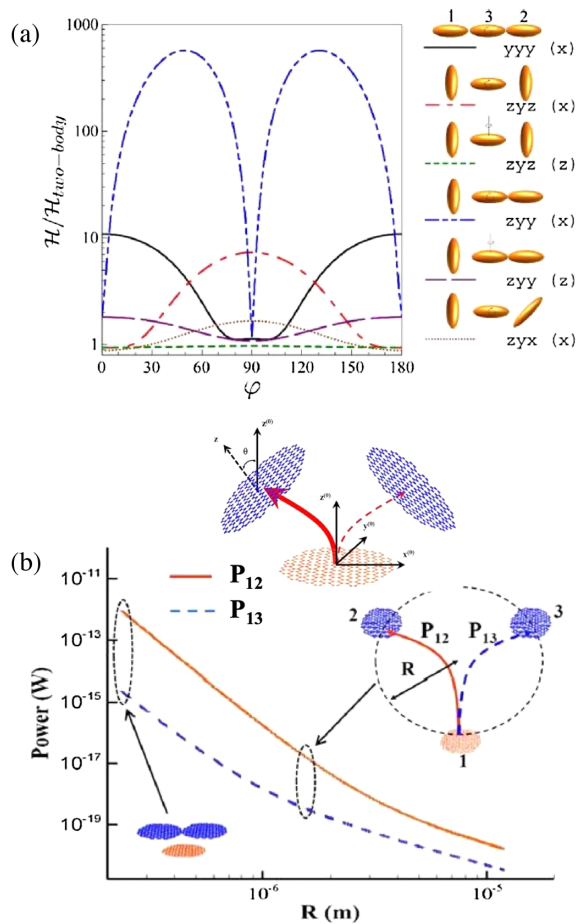 (a)
1 3 2
yyy (x)
zyz (x)
zyz (z)
zyy (x)
zyy (z)
zyx (x)
ℋ/ℋ_two−body
1000
100
10
1
0 30 60 90 120 150 180
φ
z z⁽⁰⁾
θ
z⁽⁰⁾
y⁽⁰⁾
x⁽⁰⁾
(b)
Power (W)
10⁻¹¹
10⁻¹³
10⁻¹⁵
10⁻¹⁷
10⁻¹⁹
P₁₂
P₁₃
2 3
P₁₂ P₁₃
R
1
10⁻⁶ 10⁻⁵
R (m)